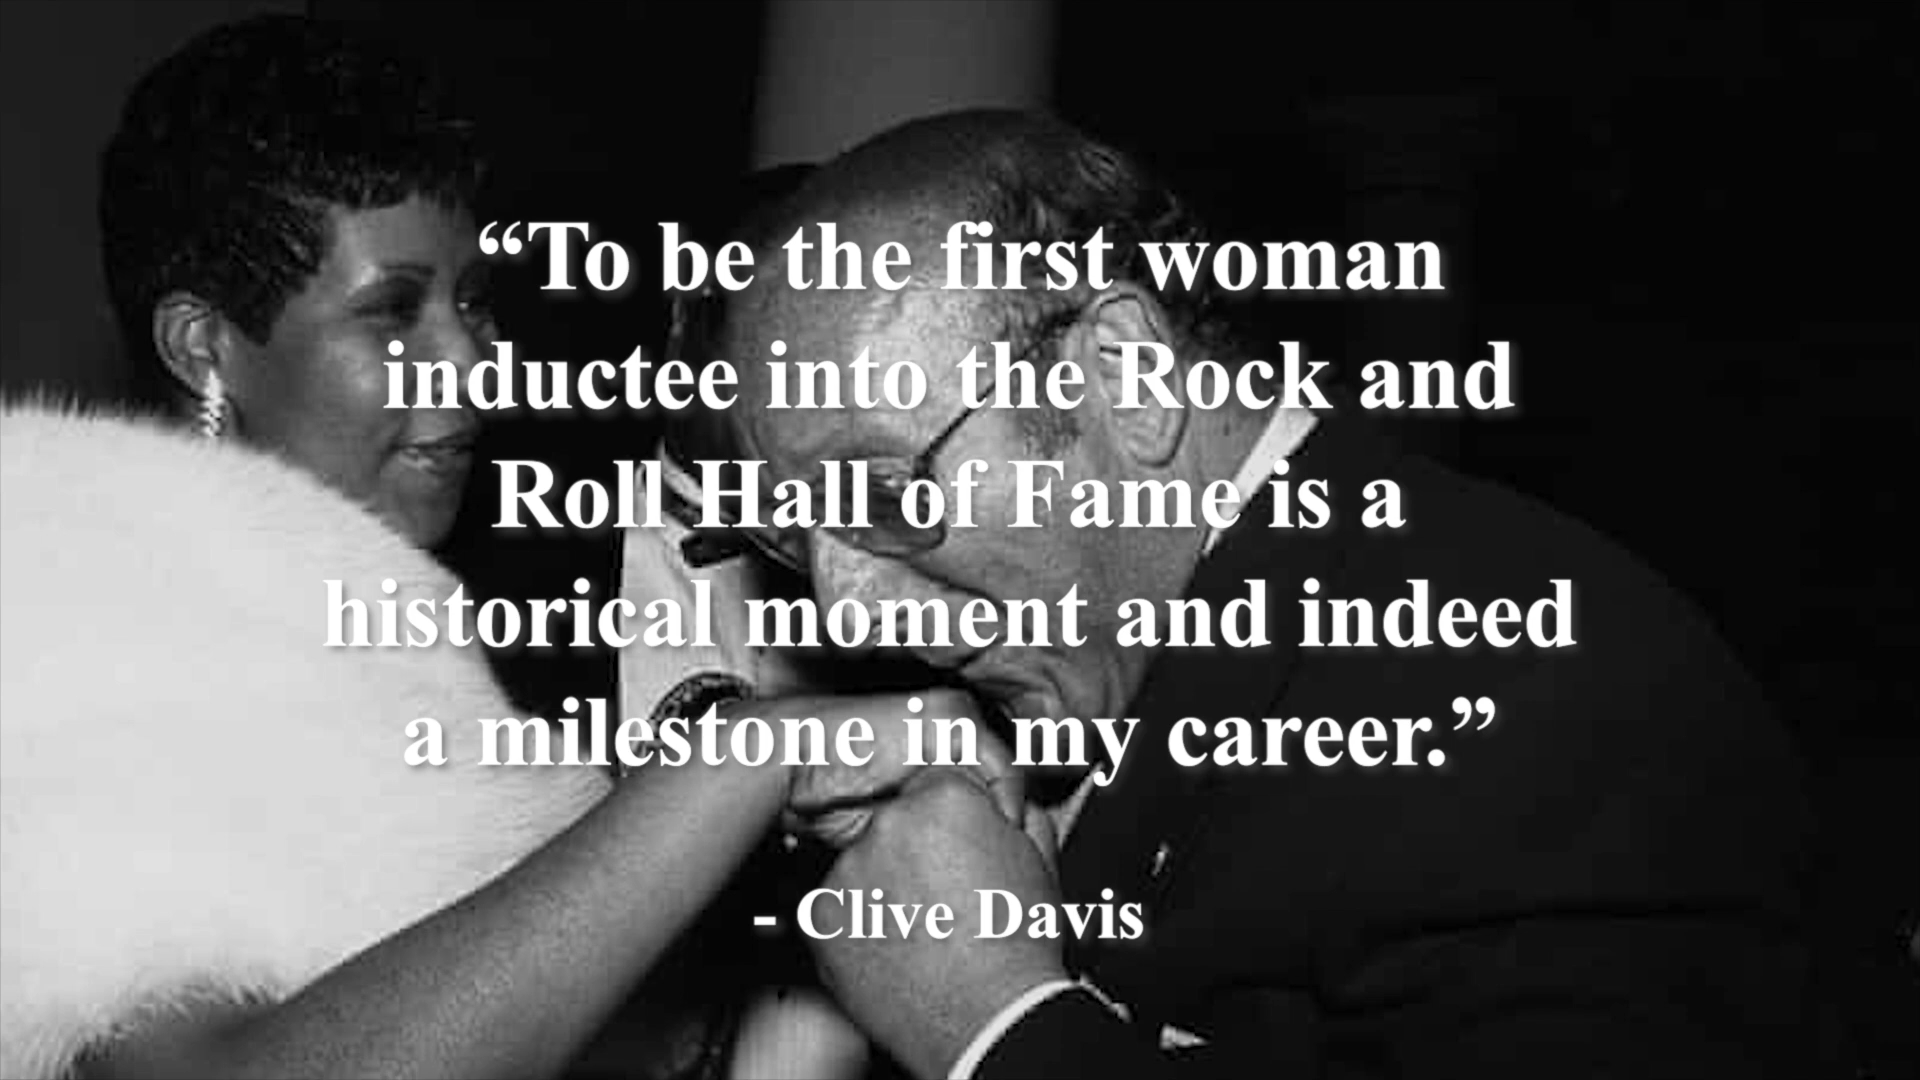 “To be the first woman
inductee into the Rock and
Roll Hall of Fame is a
historical moment and indeed
a milestone in my career.”
- Clive Davis